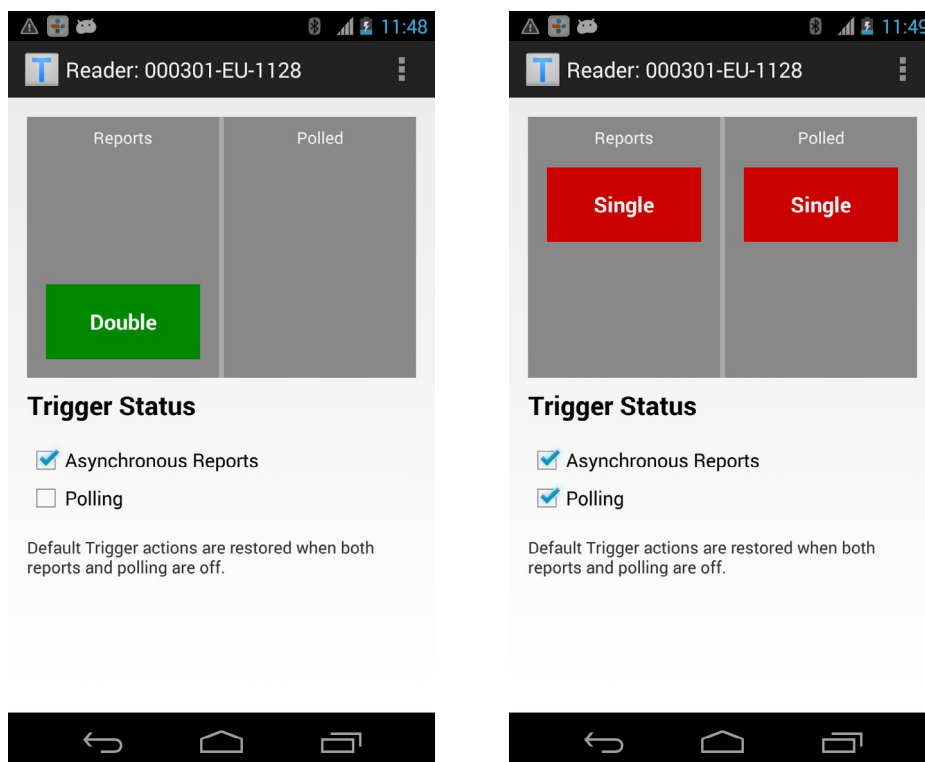 11:48
T Reader: 000301-EU-1128
Reports Polled
Double
Trigger Status
Asynchronous Reports
Polling
Default Trigger actions are restored when both
reports and polling are off.
11:49
T Reader: 000301-EU-1128
Reports Polled
Single Single
Trigger Status
Asynchronous Reports
Polling
Default Trigger actions are restored when both
reports and polling are off.